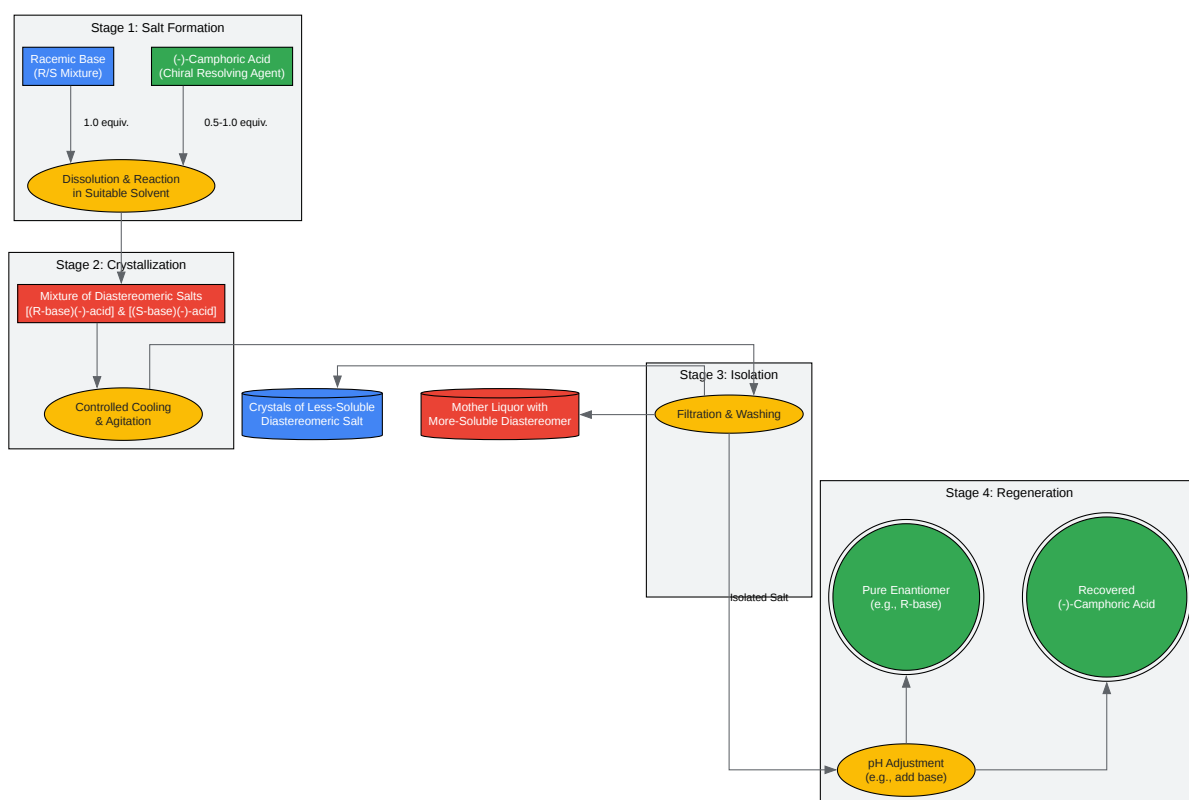 Stage 1: Salt Formation
Racemic Base
(R/S Mixture)
(-)-Camphoric Acid
(Chiral Resolving Agent)
1.0 equiv.
0.5-1.0 equiv.
Dissolution & Reaction
in Suitable Solvent
Stage 2: Crystallization
Mixture of Diastereomeric Salts
[(R-base)(-)-acid] & [(S-base)(-)-acid]
Controlled Cooling
& Agitation
Crystals of Less-Soluble
Diastereomeric Salt
Mother Liquor with
More-Soluble Diastereomer
Stage 3: Isolation
Filtration & Washing
Isolated Salt
Stage 4: Regeneration
Pure Enantiomer
(e.g., R-base)
Recovered
(-)-Camphoric Acid
pH Adjustment
(e.g., add base)